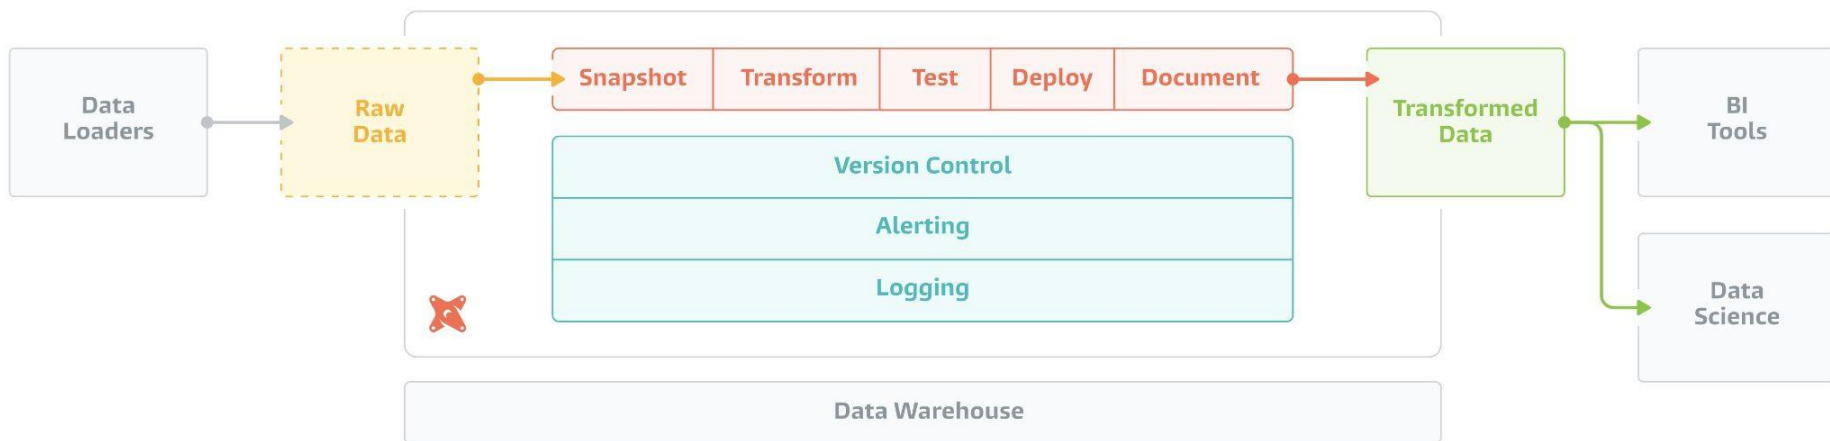 Data
Loaders
Raw
Data
Snapshot
Transform
Test
Deploy
Document
Version Control
Alerting
Logging
Transformed
Data
BI
Tools
Data
Science
Data Warehouse